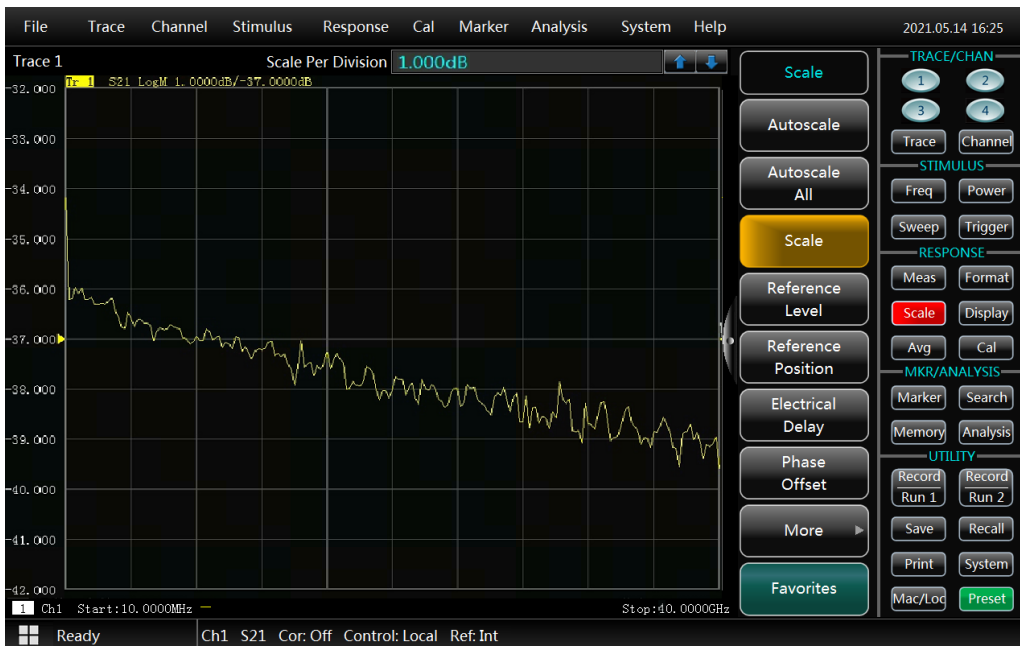 File Trace Channel Stimulus Response Cal Marker Analysis System Help 2021.05.14 16:25
Trace 1 Scale Per Division 1.000dB
Tr 1 S21 LogM 1.0000dB/-37.0000dB
-32.000
-33.000
-34.000
-35.000
-36.000
-37.000
-38.000
-39.000
-40.000
-41.000
-42.000
1 Ch1 Start:10.0000MHz Stop:40.0000GHz
Scale
Autoscale
Autoscale
All
Scale
Reference
Level
Reference
Position
Electrical
Delay
Phase
Offset
More
Favorites
TRACE/CHAN
1 2
3 4
Trace Channel
STIMULUS
Freq Power
Sweep Trigger
RESPONSE
Meas Format
Scale Display
Avg Cal
MKR/ANALYSIS
Marker Search
Memory Analysis
UTILITY
Record Record
Run 1 Run 2
Save Recall
Print System
Mac/Loc Preset
Ready Ch1 S21 Cor: Off Control: Local Ref: Int